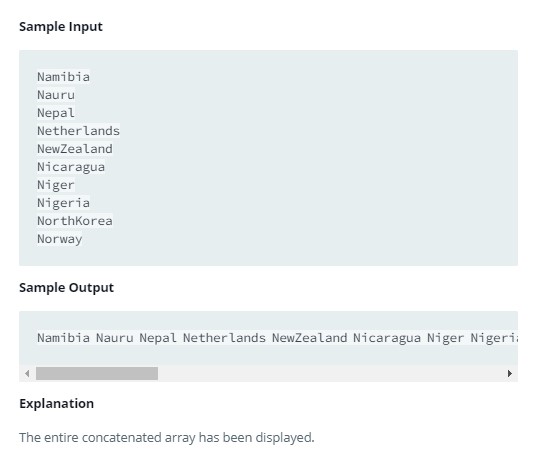 Sample Input
Namibia
Nauru
Nepal
Netherlands
NewZealand
Nicaragua
Niger
Nigeria
NorthKorea
Norway
Sample Output
Namibia Nauru Nepal Netherlands NewZealand Nicaragua Niger Nigeri
Explanation
The entire concatenated array has been displayed.